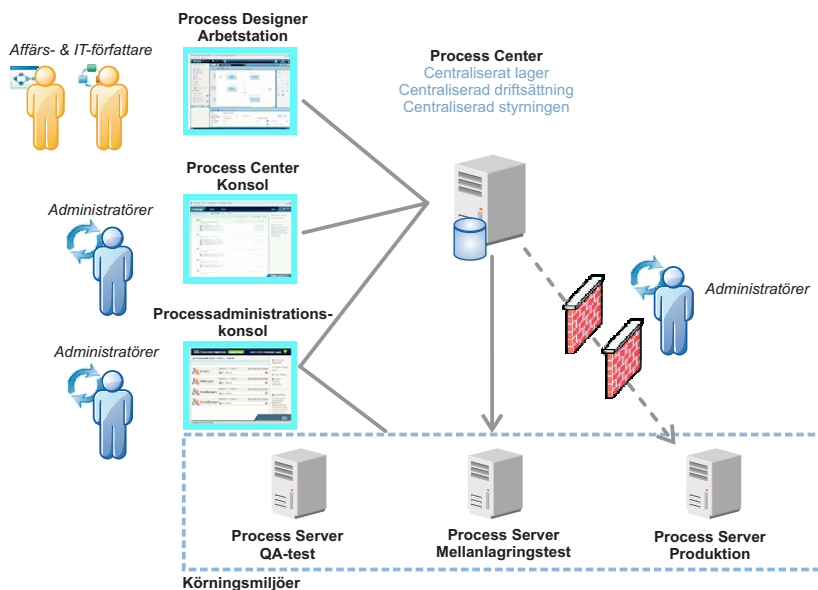 Process Designer
Arbetstation
Affärs- & IT-författare
Process Center
Centraliserat lager
Centraliserad driftsättning
Centraliserad styrningen
Process Center
Konsol
Administratörer
Administratörer
Processadministrations-
konsol
Administratörer
Process Server
QA-test
Process Server
Mellanlagringstest
Process Server
Produktion
Körningsmiljöer